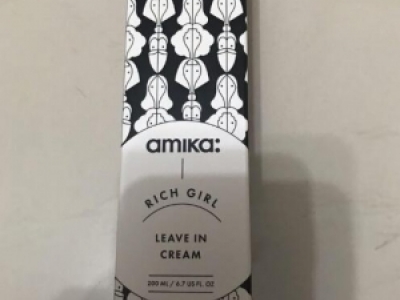 amika:
RICH GIRL
LEAVE IN
CREAM
200 ML / 6.7 US FL. OZ